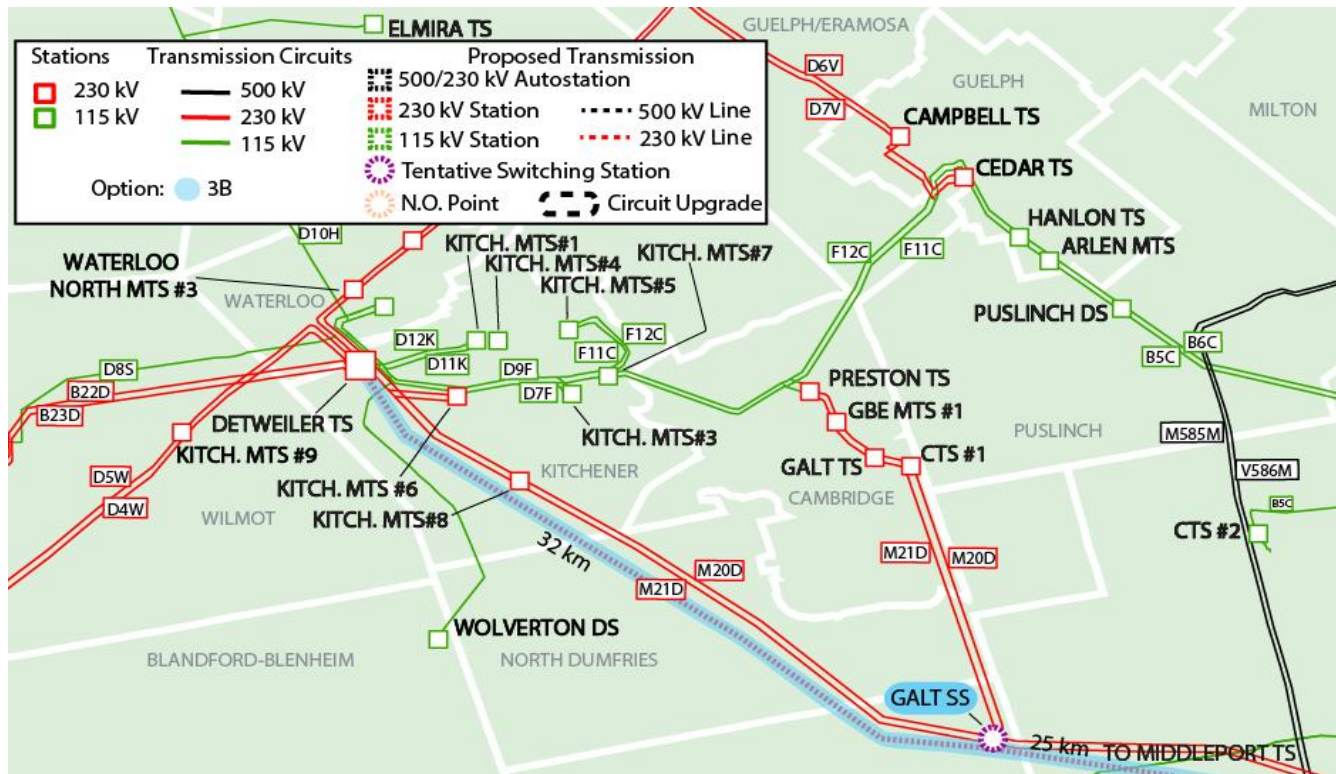 ELMIRA TS
GUELPH/ERAMOSA
Stations
Transmission Circuits
Proposed Transmission
230 kV
115 kV
500 kV
230 kV
115 kV
500/230 kV Autostation
230 kV Station
500 kV Line
115 kV Station
230 kV Line
Tentative Switching Station
Option:
3B
N.O. Point
Circuit Upgrade
D6V
D7V
GUELPH
CAMPBELL TS
MILTON
CEDAR TS
HANLON TS
ARLEN MTS
D10H
KITCH. MTS#1
KITCH. MTS#4
KITCH. MTS#5
KITCH. MTS#7
F12C
F11C
WATERLOO
NORTH MTS #3
WATERLOO
PUSLINCH DS
D12K
D11K
F12C
F11C
B6C
B5C
D8S
D9F
D7F
B22D
B23D
PRESTON TS
GBE MTS #1
DETWEILER TS
KITCH. MTS #9
KITCH. MTS#3
PUSLINCH
M585M
V586M
KITCHENER
GALT TS
CTS #1
CAMBRIDGE
D5W
D4W
KITCH. MTS #6
KITCH. MTS#8
WILMOT
B5C
CTS #2
32 km
M21D
M20D
M21D
M20D
WOLVERTON DS
BLANDFORD-BLENHEIM
NORTH DUMFRIES
GALT SS
25 km
TO MIDDLEPORT TS